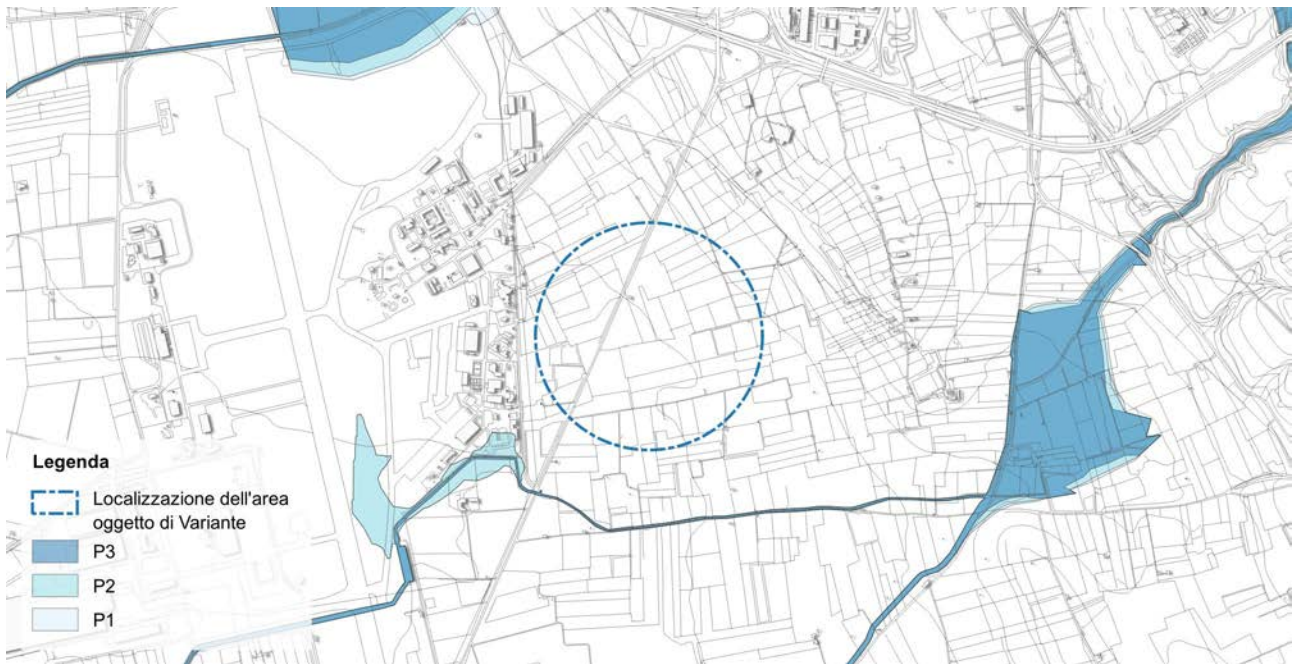 Legenda
Localizzazione dell'area
oggetto di Variante
P3
P2
P1